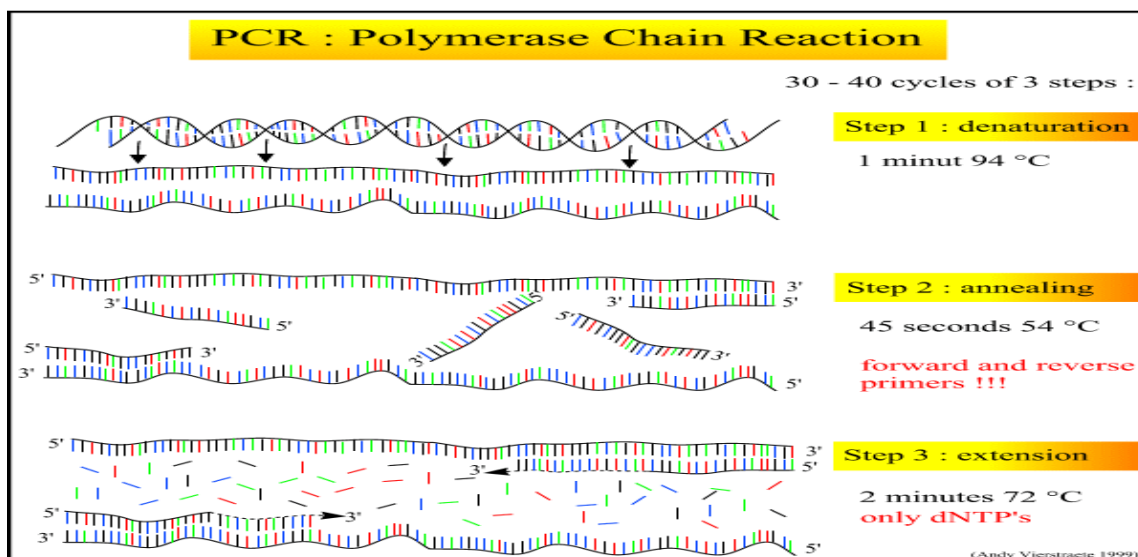 PCR : Polymerase Chain Reaction
30 - 40 cycles of 3 steps :
Step 1 : denaturation
1 minut 94 °C
5'
3'
Step 2 : annealing
3'
5'
5'
3'
5'
5'
45 seconds 54 °C
5'
3'
3'
3'
3'
5'
forward and reverse
primers !!!
5'
3'
Step 3 : extension
3'
5'
2 minutes 72 °C
5'
3'
only dNTP's
3'
5'
(Andy Vierstraete 1999)